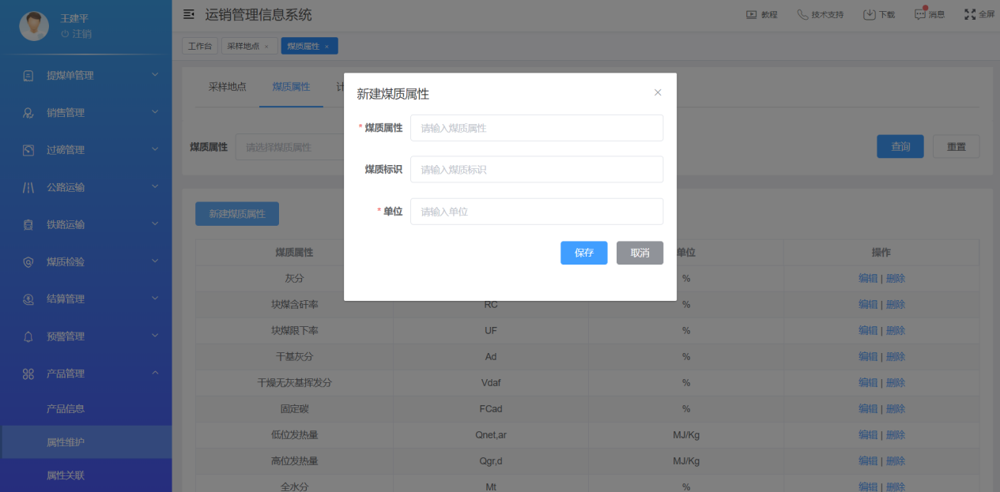 王建平
汪销
提煤单管理
销售管理
过磅管理
公路运输
铁路运输
煤质检验
结算管理
预警管理
产品管理
产品信息
属性维护
属性关联
运销管理信息系统
教程 技术支持 下载 消息 全屏
工作台 采样地点 × 煤质属性 ×
采样地点 煤质属性 计
煤质属性 请选择煤质属性 查询 重置
新建煤质属性
新建煤质属性 ×
* 煤质属性 请输入煤质属性
煤质标识 请输入煤质标识
* 单位 请输入单位
保存 取消
煤质属性 单位 操作
灰分 % 编辑 | 删除
块煤含矸率 RC % 编辑 | 删除
块煤限下率 UF % 编辑 | 删除
干基灰分 Ad % 编辑 | 删除
干燥无灰基挥发分 Vdaf % 编辑 | 删除
固定碳 FCad % 编辑 | 删除
低位发热量 Qnet,ar MJ/Kg 编辑 | 删除
高位发热量 Qgr,d MJ/Kg 编辑 | 删除
全水分 Mt % 编辑 | 删除